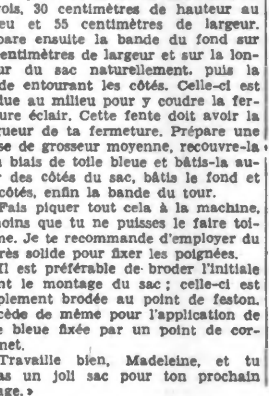 rois, 30 centimètres de hauteur au
eu et 55 centimètres de largeur.
pare ensuite la bande du fond sur
entimètres de largeur et sur la lon-
ur du sac naturellement, puis la
de entourant les côtés. Celle-ci est
due au milieu pour y coudre la fer-
ure éclair. Cette fente doit avoir la
gueur de ta fermeture. Prépare une
se de grosseur moyenne, recouvre-la
biais de toile bleue et bâtis-la au-
r des côtés du sac, bâtis le fond et
côtés, enfin la bande du tour.
Fais piquer tout cela à la machine,
moins que tu ne puisses le faire toi-
ne. Je te recommande d'employer du
rès solide pour fixer les poignées.
Il est préférable de broder l'initiale
nt le montage du sac ; celle-ci est
plement brodée au point de feston.
cède de même pour l'application de
e bleue fixée par un point de cor-
net.
Travaille bien, Madeleine, et tu
as un joli sac pour ton prochain
age. »